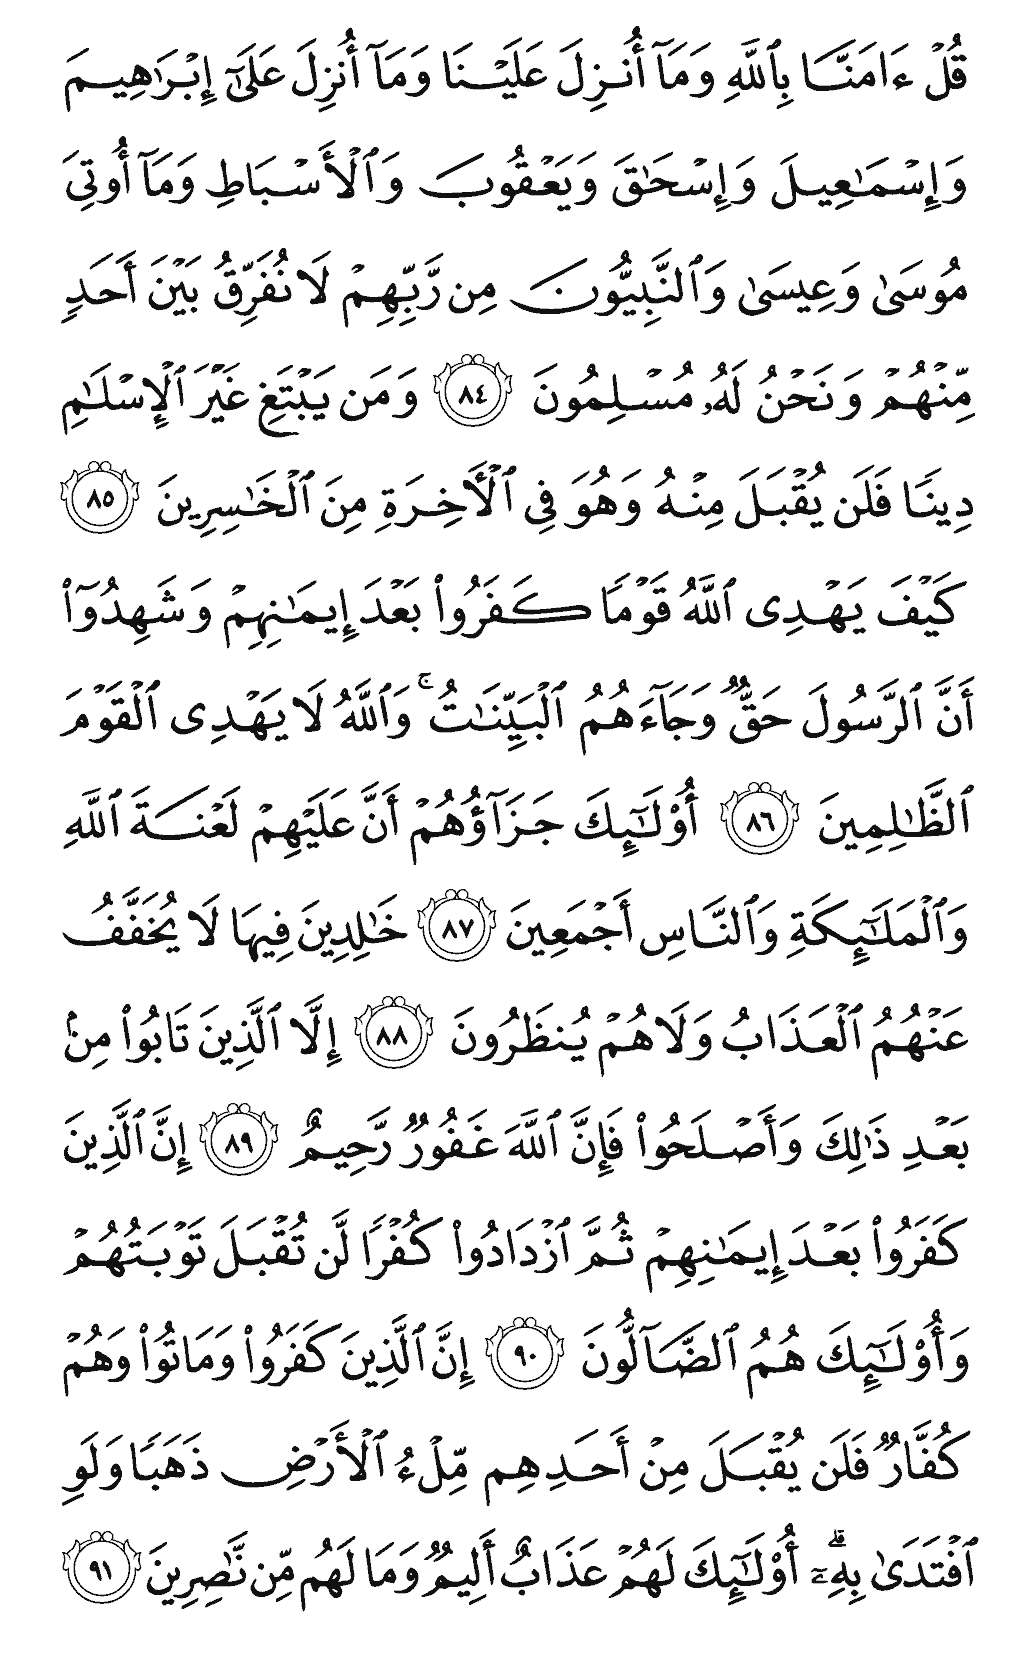 قُلۡ ءَامَنَّا بِٱللَّهِ وَمَآ أُنزِلَ عَلَيۡنَا وَمَآ أُنزِلَ عَلَىٰٓ إِبۡرَٰهِيمَ
وَإِسۡمَٰعِيلَ وَإِسۡحَٰقَ وَيَعۡقُوبَ وَٱلۡأَسۡبَاطِ وَمَآ أُوتِيَ
مُوسَىٰ وَعِيسَىٰ وَٱلنَّبِيُّونَ مِن رَّبِّهِمۡ لَا نُفَرِّقُ بَيۡنَ أَحَدٖ
مِّنۡهُمۡ وَنَحۡنُ لَهُۥ مُسۡلِمُونَ ٨٤ وَمَن يَبۡتَغِ غَيۡرَ ٱلۡإِسۡلَٰمِ
دِينٗا فَلَن يُقۡبَلَ مِنۡهُ وَهُوَ فِي ٱلۡأٓخِرَةِ مِنَ ٱلۡخَٰسِرِينَ ٨٥
كَيۡفَ يَهۡدِي ٱللَّهُ قَوۡمٗا كَفَرُواْ بَعۡدَ إِيمَٰنِهِمۡ وَشَهِدُوٓاْ
أَنَّ ٱلرَّسُولَ حَقّٞ وَجَآءَهُمُ ٱلۡبَيِّنَٰتُۚ وَٱللَّهُ لَا يَهۡدِي ٱلۡقَوۡمَ
ٱلظَّٰلِمِينَ ٨٦ أُوْلَٰٓئِكَ جَزَآؤُهُمۡ أَنَّ عَلَيۡهِمۡ لَعۡنَةَ ٱللَّهِ
وَٱلۡمَلَٰٓئِكَةِ وَٱلنَّاسِ أَجۡمَعِينَ ٨٧ خَٰلِدِينَ فِيهَا لَا يُخَفَّفُ
عَنۡهُمُ ٱلۡعَذَابُ وَلَا هُمۡ يُنظَرُونَ ٨٨ إِلَّا ٱلَّذِينَ تَابُواْ مِنۢ
بَعۡدِ ذَٰلِكَ وَأَصۡلَحُواْ فَإِنَّ ٱللَّهَ غَفُورٞ رَّحِيمٌ ٨٩ إِنَّ ٱلَّذِينَ
كَفَرُواْ بَعۡدَ إِيمَٰنِهِمۡ ثُمَّ ٱزۡدَادُواْ كُفۡرٗا لَّن تُقۡبَلَ تَوۡبَتُهُمۡ
وَأُوْلَٰٓئِكَ هُمُ ٱلضَّآلُّونَ ٩٠ إِنَّ ٱلَّذِينَ كَفَرُواْ وَمَاتُواْ وَهُمۡ
كُفَّارٞ فَلَن يُقۡبَلَ مِنۡ أَحَدِهِم مِّلۡءُ ٱلۡأَرۡضِ ذَهَبٗا وَلَوِ
ٱفۡتَدَىٰ بِهِۦٓۗ أُوْلَٰٓئِكَ لَهُمۡ عَذَابٌ أَلِيمٞ وَمَا لَهُم مِّن نَّٰصِرِينَ ٩١